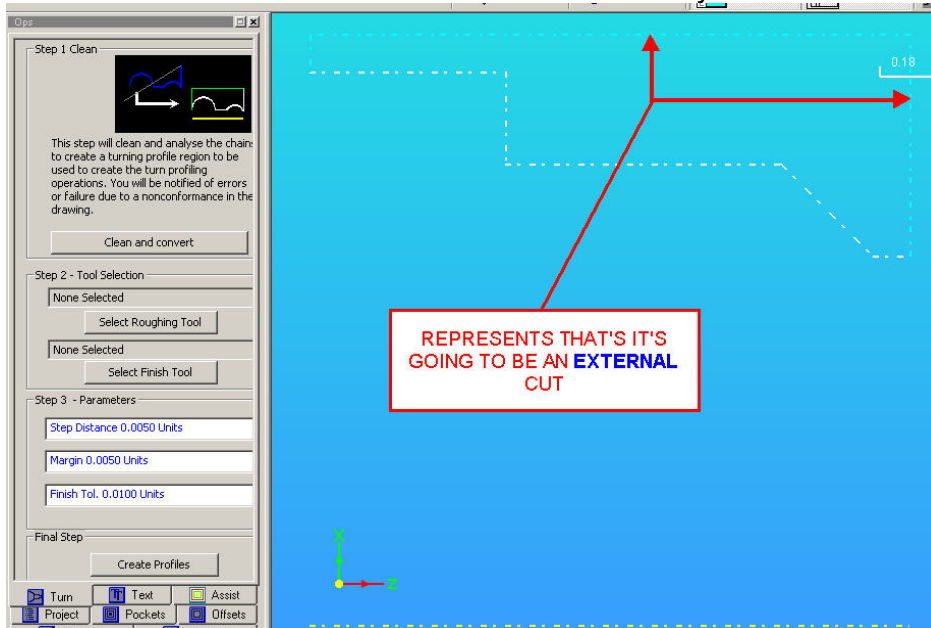 Ops
Step 1 Clean
This step will clean and analyse the chain
to create a turning profile region to be
used to create the turn profiling
operations. You will be notified of errors
or failure due to a nonconformance in the
drawing.
Clean and convert
Step 2 - Tool Selection
None Selected
Select Roughing Tool
None Selected
Select Finish Tool
Step 3 - Parameters
Step Distance 0.0050 Units
Margin 0.0050 Units
Finish Tol. 0.0100 Units
Final Step
Create Profiles
Turn
Text
Assist
Project
Pockets
Offsets
0.18
REPRESENTS THAT'S IT'S
GOING TO BE AN EXTERNAL
CUT
X
Z